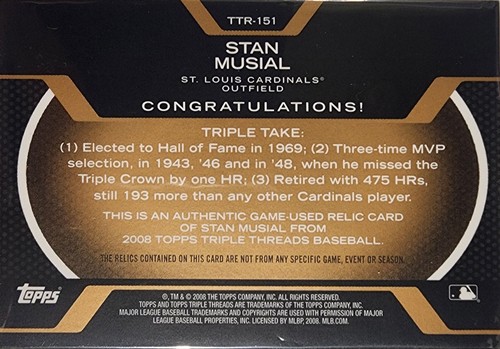 TTR-151
STAN
MUSIAL
ST. LOUIS CARDINALS®
OUTFIELD
CONGRATULATIONS!
TRIPLE TAKE:
(1) Elected to Hall of Fame in 1969; (2) Three-time MVP
selection, in 1943, '46 and in '48, when he missed the
Triple Crown by one HR; (3) Retired with 475 HRs,
still 193 more than any other Cardinals player.
THIS IS AN AUTHENTIC GAME-USED RELIC CARD
OF STAN MUSIAL FROM
2008 TOPPS TRIPLE THREADS BASEBALL.
THE RELICS CONTAINED ON THIS CARD ARE NOT FROM ANY SPECIFIC GAME, EVENT OR SEASON.
topps
®, TM & © 2008 THE TOPPS COMPANY, INC. ALL RIGHTS RESERVED.
TOPPS AND TOPPS TRIPLE THREADS ARE TRADEMARKS OF THE TOPPS COMPANY, INC.
MAJOR LEAGUE BASEBALL TRADEMARKS AND COPYRIGHTS ARE USED WITH PERMISSION OF MAJOR
LEAGUE BASEBALL PROPERTIES, INC. LICENSED BY MLBP, 2008. MLB.COM.